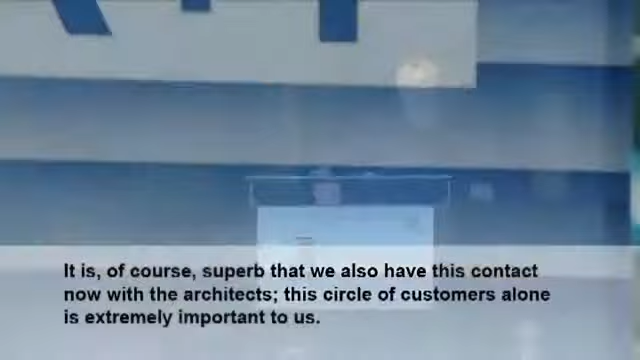 It is, of course, superb that we also have this contact
now with the architects; this circle of customers alone
is extremely important to us.